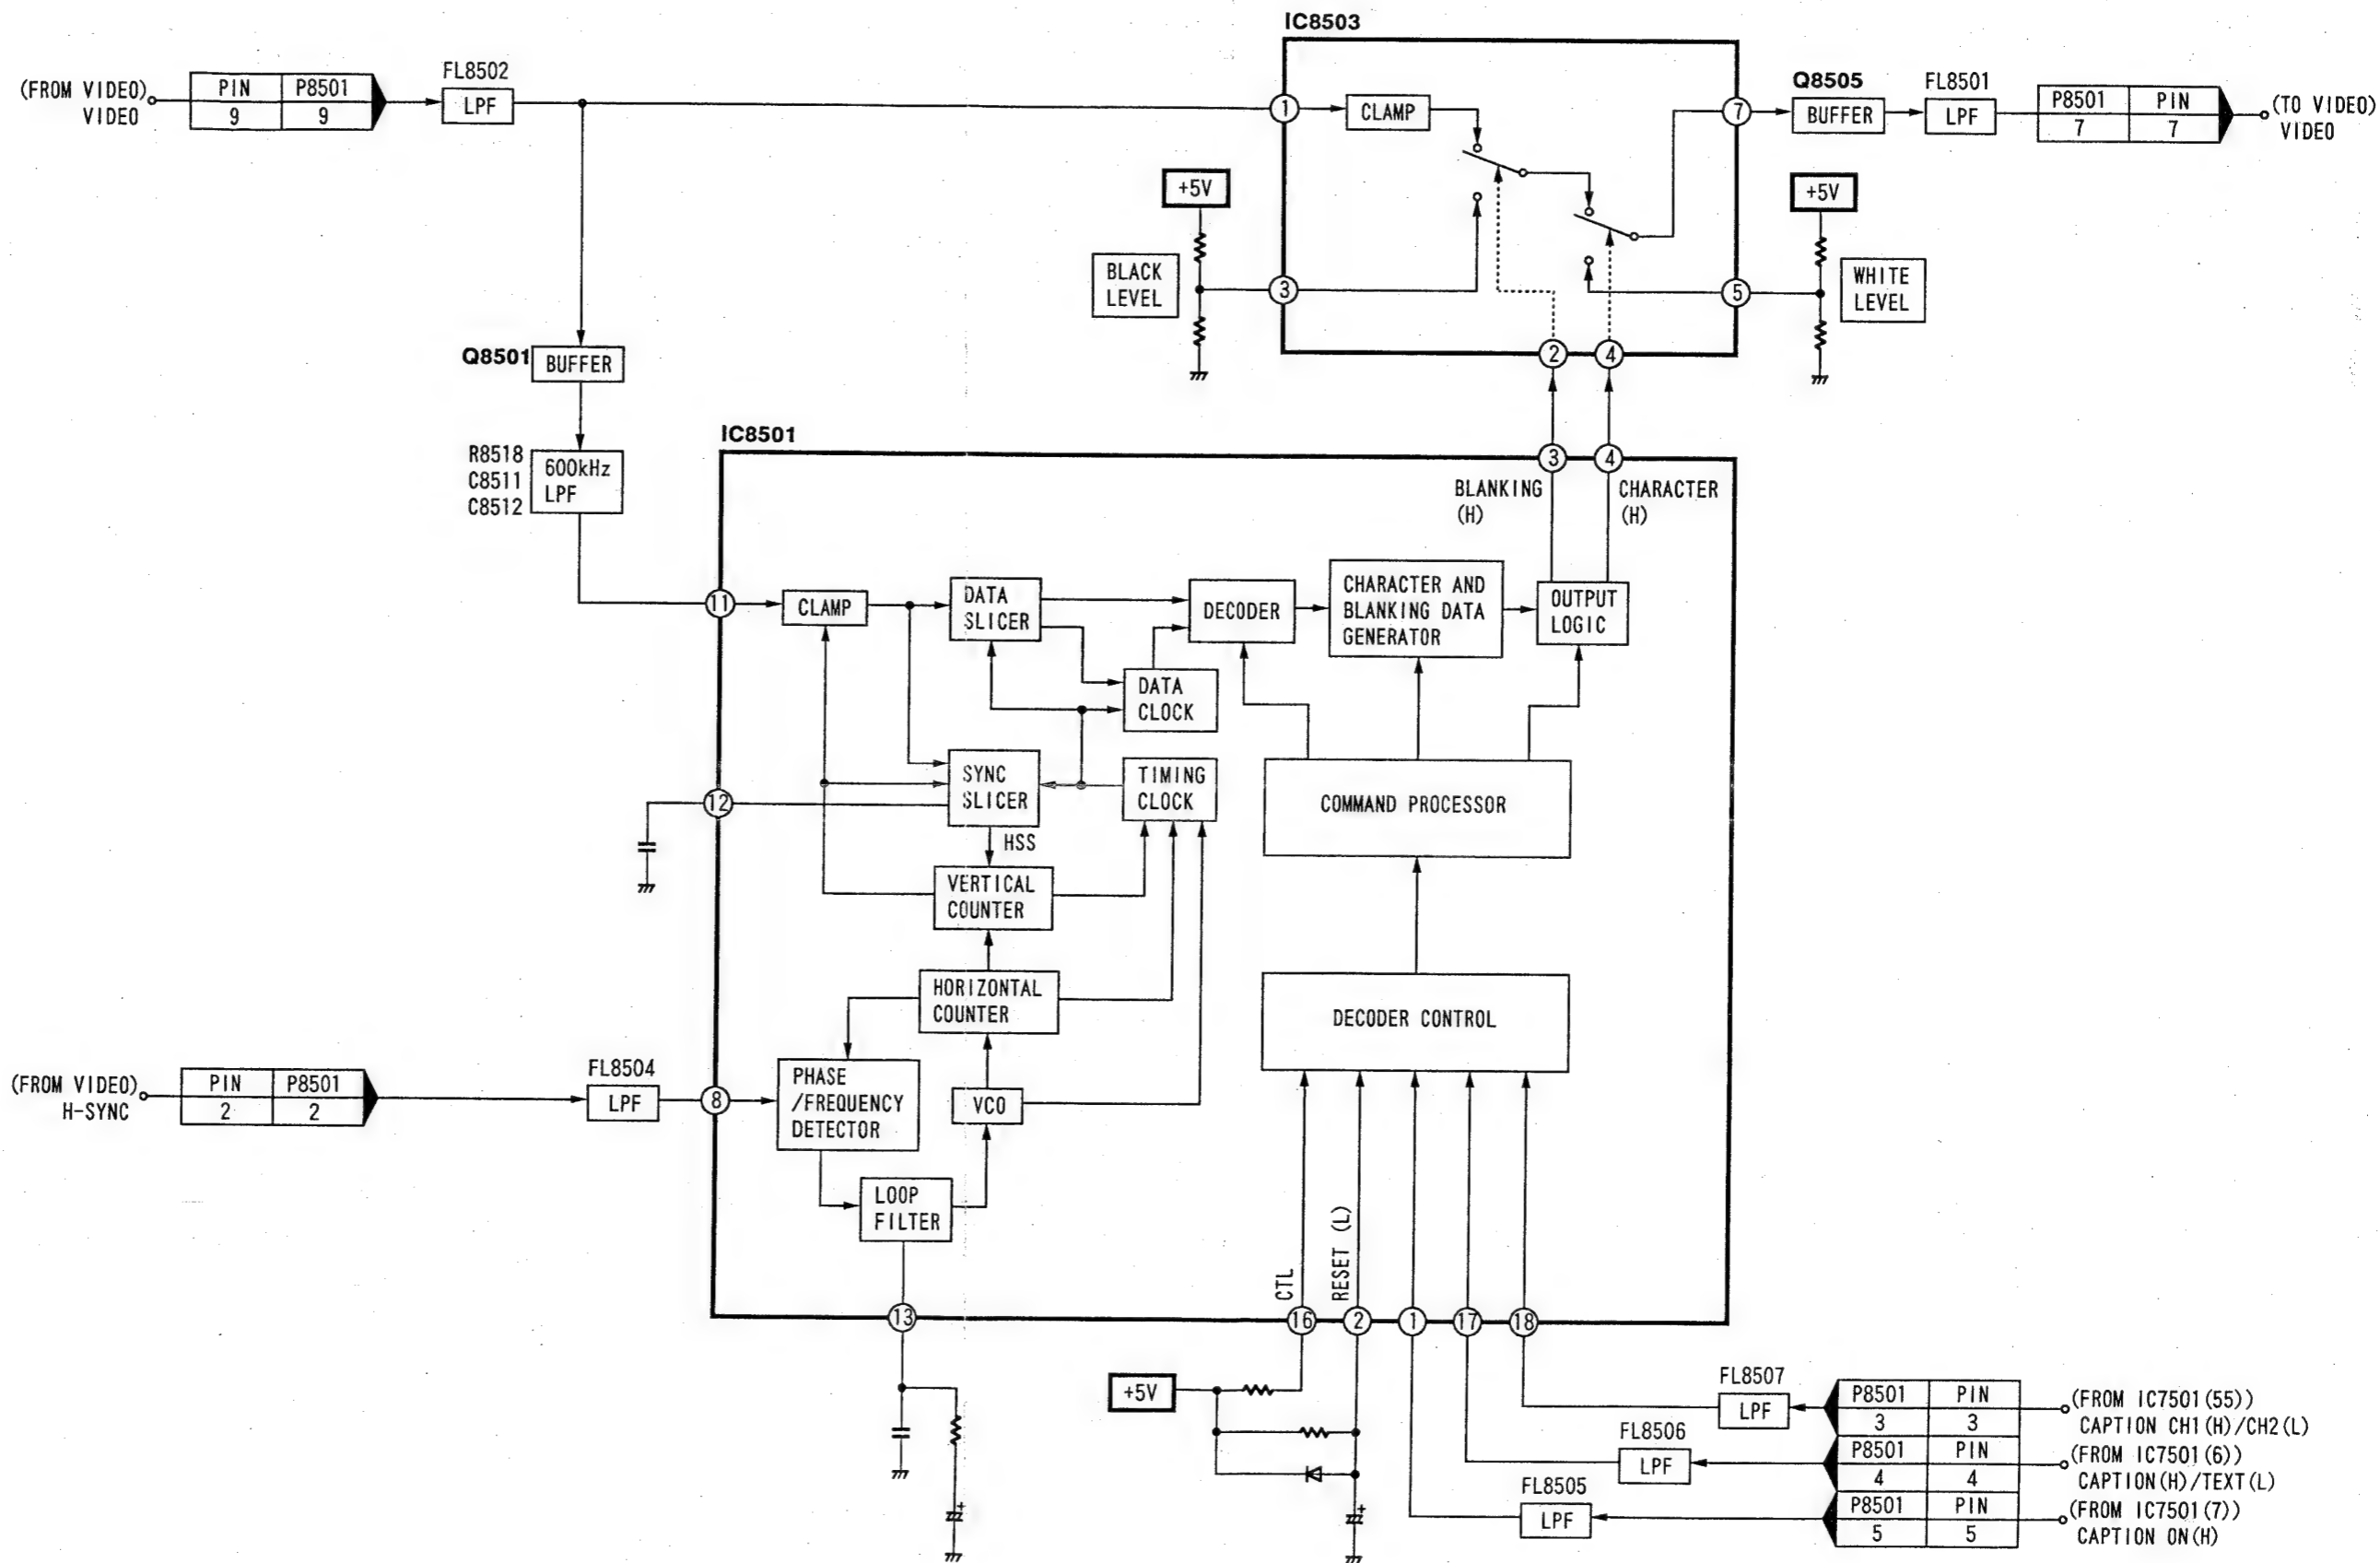 IC8503
(FROM VIDEO)
VIDEO
PIN P8501
9 9
FL8502
LPF
1
CLAMP
7
Q8505
BUFFER
FL8501
LPF
P8501 PIN
7 7
(TO VIDEO)
VIDEO
+5V
BLACK
LEVEL
3
+5V
WHITE
LEVEL
5
2
4
Q8501
BUFFER
R8518
C8511
C8512
600kHz
LPF
IC8501
3
4
BLANKING
(H)
CHARACTER
(H)
11
CLAMP
DATA
SLICER
DECODER
CHARACTER AND
BLANKING DATA
GENERATOR
OUTPUT
LOGIC
DATA
CLOCK
12
SYNC
SLICER
TIMING
CLOCK
COMMAND PROCESSOR
HSS
VERTICAL
COUNTER
HORIZONTAL
COUNTER
DECODER CONTROL
(FROM VIDEO)
H-SYNC
PIN P8501
2 2
FL8504
LPF
8
PHASE
/FREQUENCY
DETECTOR
VCO
LOOP
FILTER
CTL
RESET (L)
13
16
2
1
17
18
+5V
FL8507
LPF
P8501 PIN
3 3
(FROM IC7501(55))
CAPTION CH1(H)/CH2(L)
FL8506
LPF
P8501 PIN
4 4
(FROM IC7501(6))
CAPTION(H)/TEXT(L)
FL8505
LPF
P8501 PIN
5 5
(FROM IC7501(7))
CAPTION ON(H)